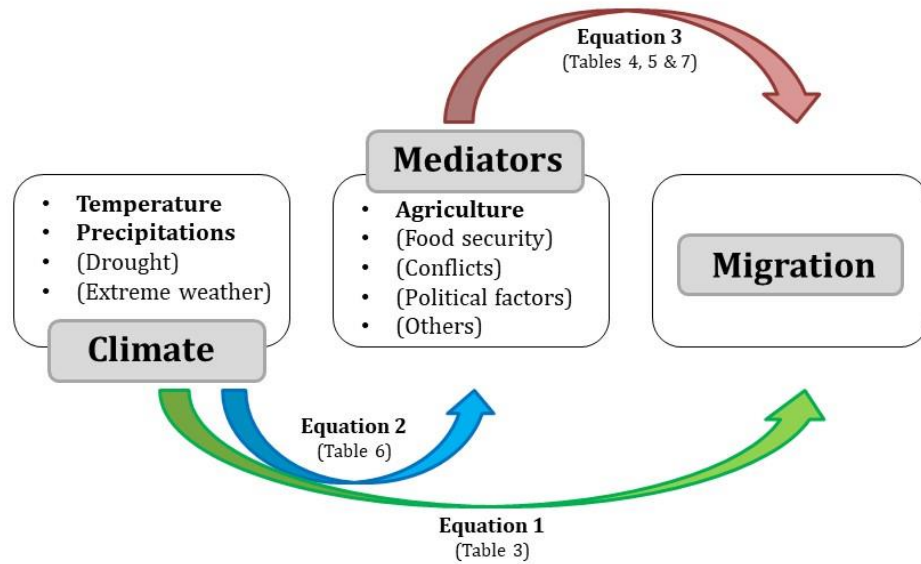 Equation 3
(Tables 4, 5 & 7)
Mediators
• Temperature
• Precipitations
• (Drought)
• (Extreme weather)
Climate
• Agriculture
• (Food security)
• (Conflicts)
• (Political factors)
• (Others)
Migration
Equation 2
(Table 6)
Equation 1
(Table 3)